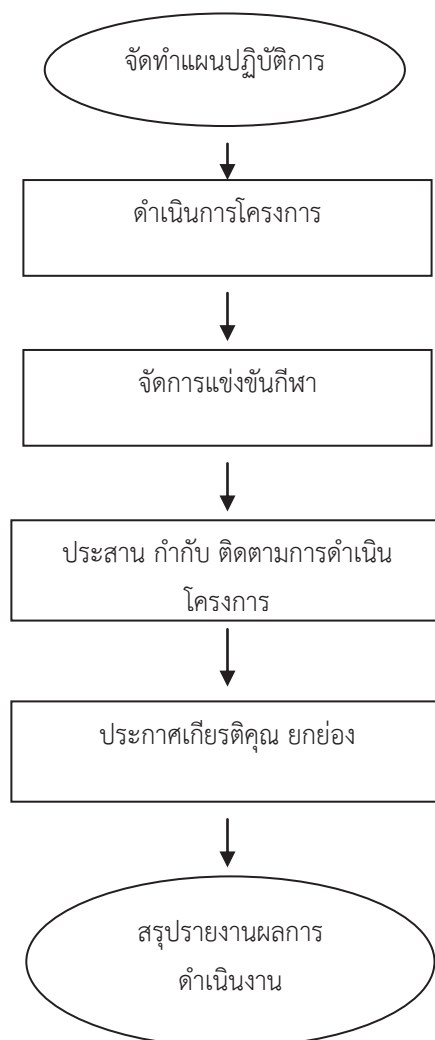 จัดทำแผนปฏิบัติการ
ดำเนินการโครงการ
จัดการแข่งขันกีฬา
ประสาน กำกับ ติดตามการดำเนิน
โครงการ
ประกาศเกียรติคุณ ยกย่อง
สรุปรายงานผลการ
ดำเนินงาน